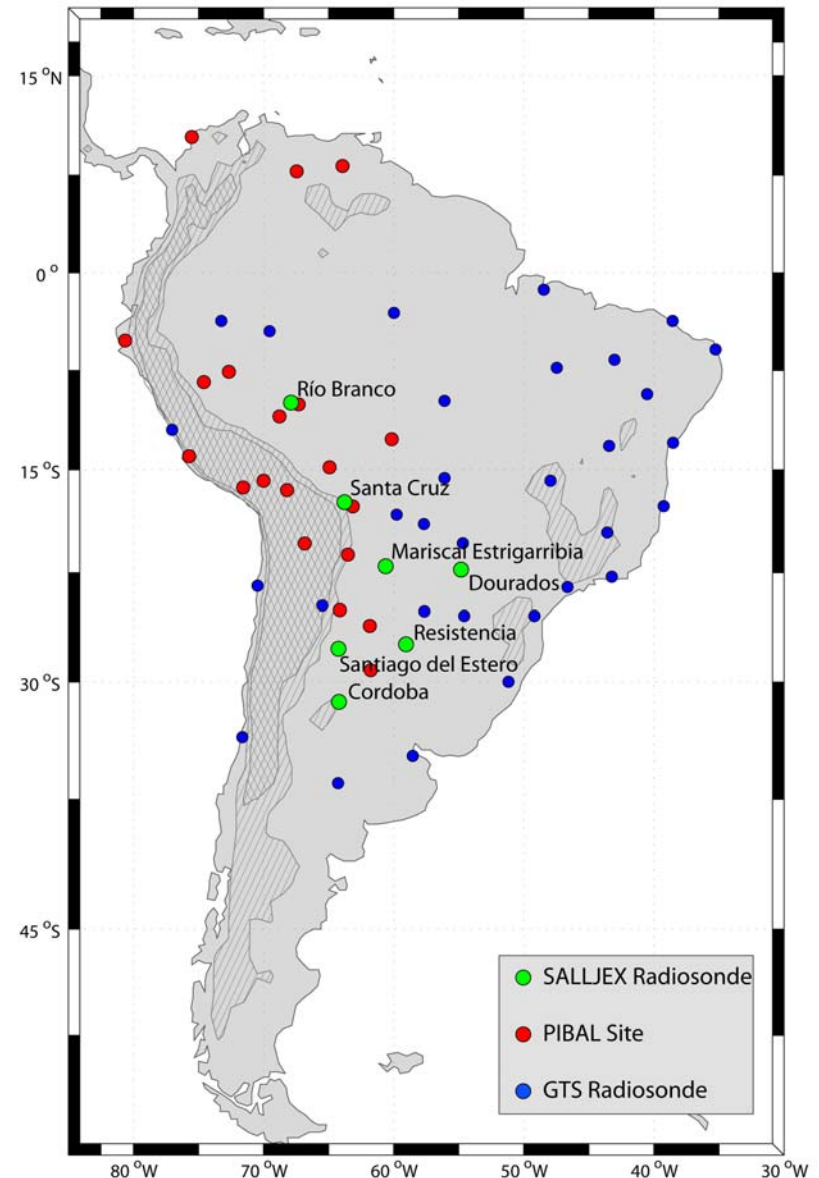 15 °N
0 °
15 °S
30 °S
45 °S
Río Branco
Santa Cruz
Mariscal Estrigarribia
Dourados
Resistencia
Santiago del Estero
Cordoba
SALLJEX Radiosonde
PIBAL Site
GTS Radiosonde
80 °W 70 °W 60 °W 50 °W 40 °W 30 °W